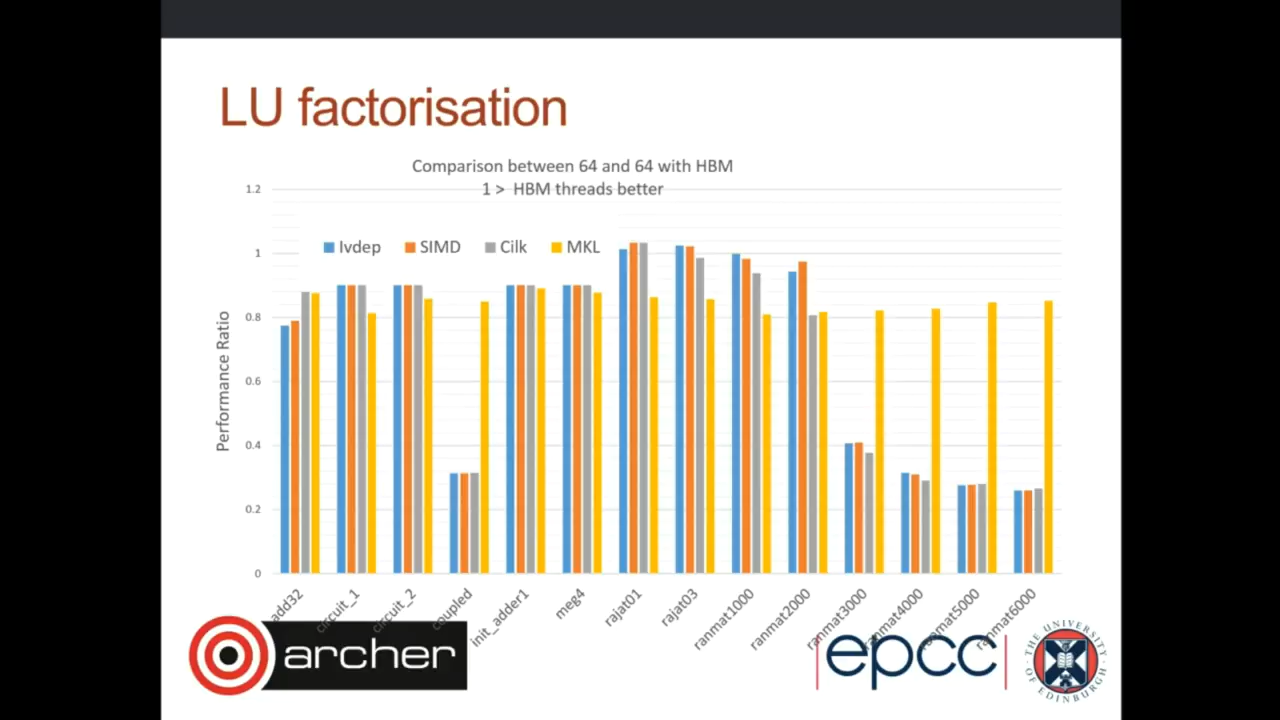 LU factorisation
Comparison between 64 and 64 with HBM
1 > HBM threads better
Ivdep SIMD Cilk MKL
Performance Ratio
1.2
1
0.8
0.6
0.4
0.2
0
add32 circuit_1 circuit_2 coupled init_adder1 meg4 rajat01 rajat03 ranmat1000 ranmat2000 ranmat3000 ranmat4000 ranmat5000 ranmat6000
archer
epcc
THE UNIVERSITY OF EDINBURGH